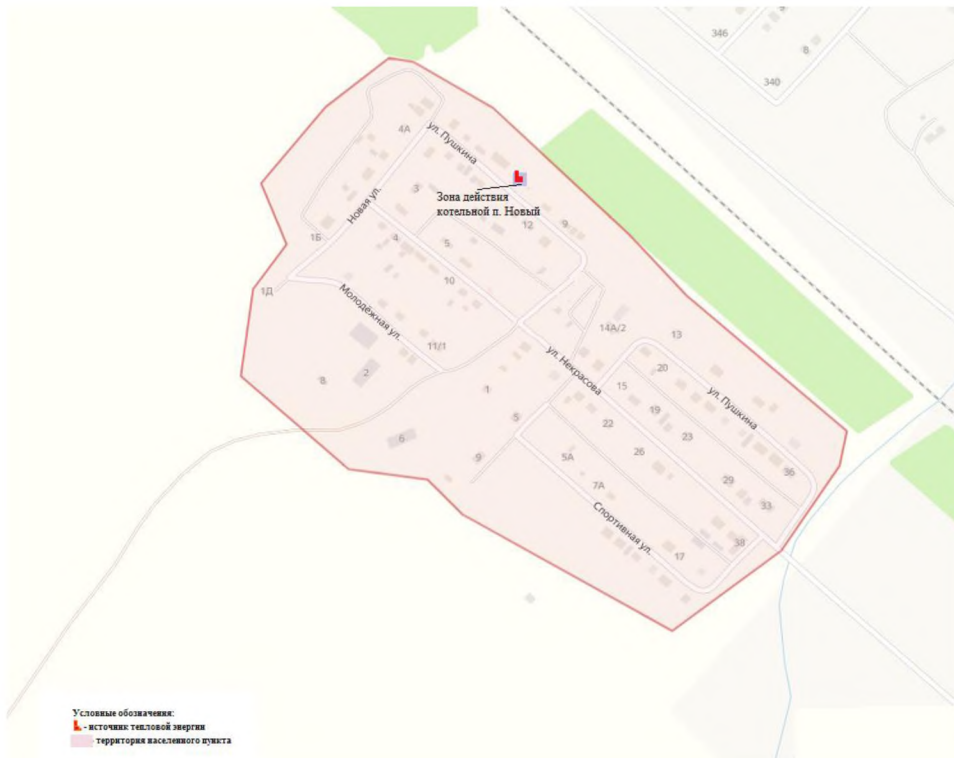 346
8
340
4А
ул. Пушкина
3
Зона действия
котельной п. Новый
Новая ул.
12
9
1Б
4
5
10
1Д
Молодёжная ул.
11/1
14А/2
13
2
8
ул. Некрасова
20
15
1
ул. Пушкина
19
5
22
23
6
26
9
5А
36
29
7А
33
Спортивная ул.
38
17
Условные обозначения:
- источник тепловой энергии
- территория населенного пункта